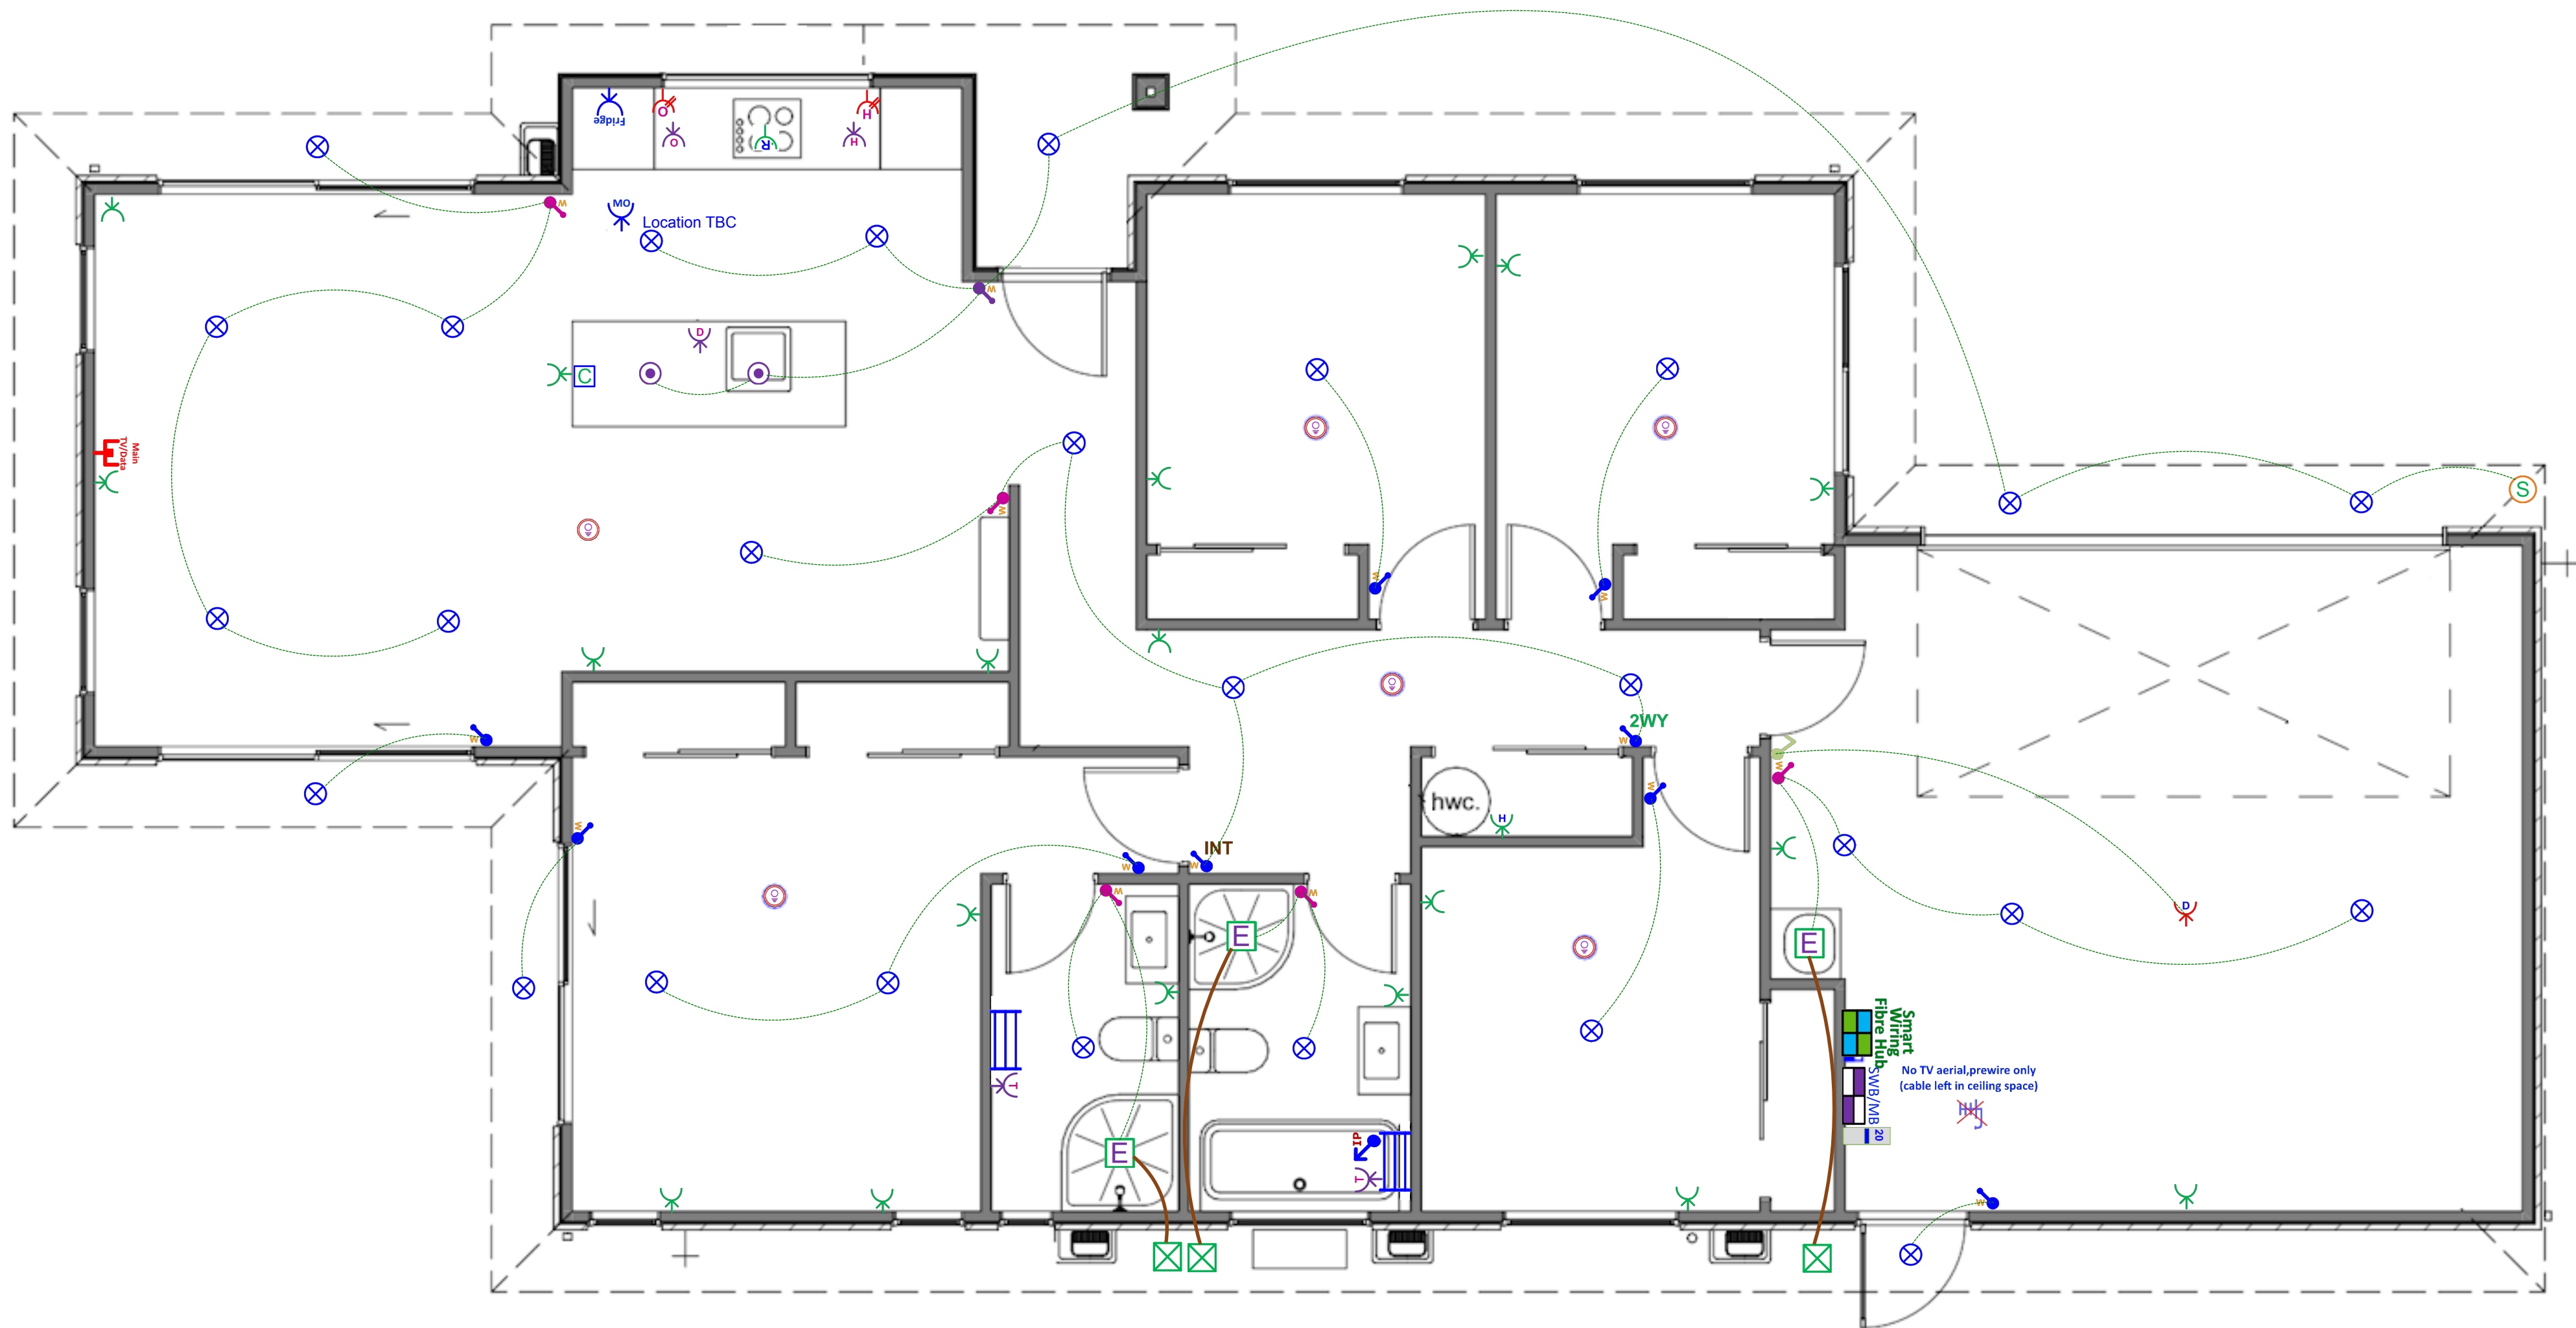 Fridge
O
H
O
R
H
MO
Location TBC
W
W
D
C
Main
TV/Data
W
S
W
W
2WY
W
W
W
W
hwc.
H
INT
W
W
W
W
W
E
E
D
E
Smart
Wiring
Fibre Hub
No TV aerial,prewire only
(cable left in ceiling space)
SWB/MB
20
T
IP
T
W